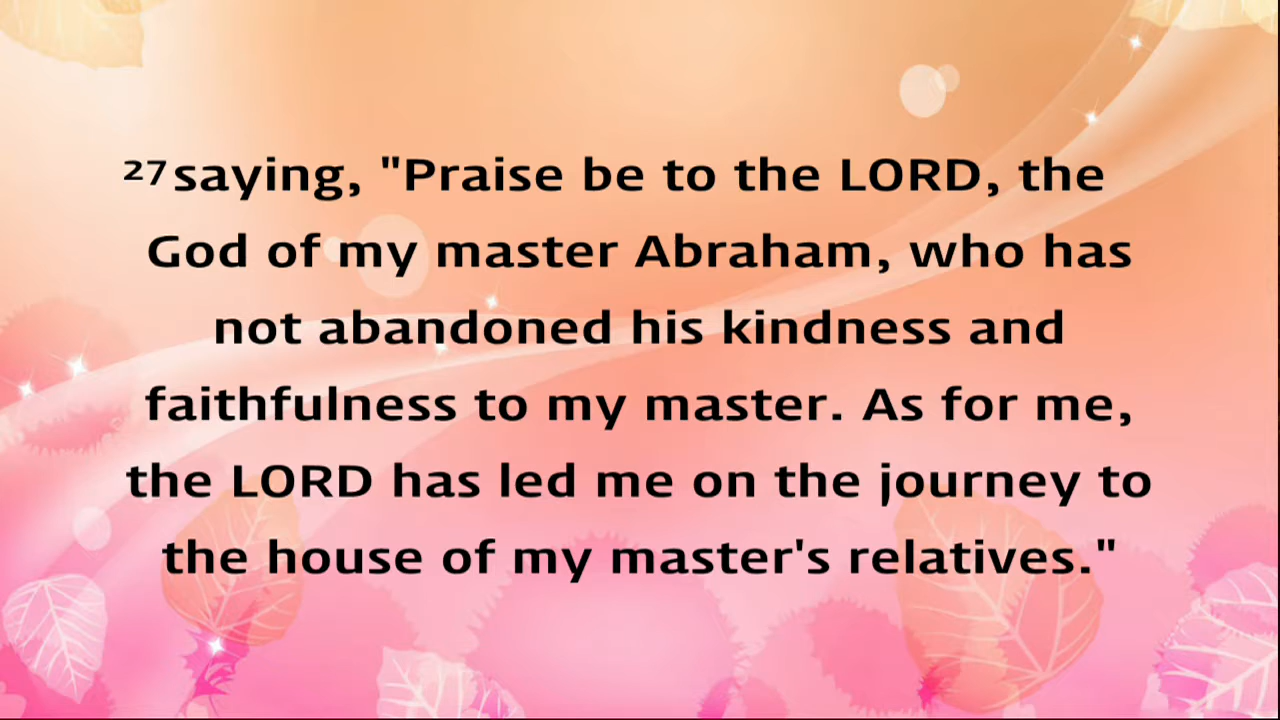 27saying, "Praise be to the LORD, the
God of my master Abraham, who has
not abandoned his kindness and
faithfulness to my master. As for me,
the LORD has led me on the journey to
the house of my master's relatives."